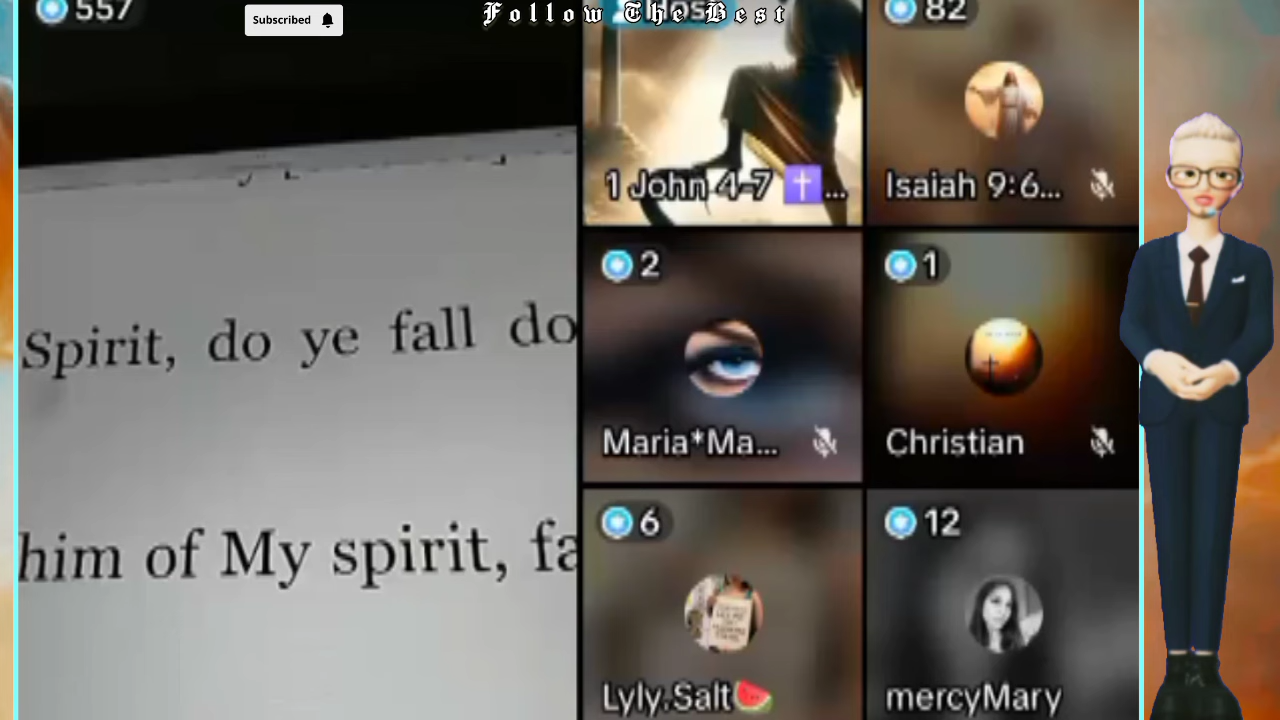 557
Subscribed
Follow The Best
Hos
82
1 John 4-7 ✝️...
Isaiah 9:6...
Spirit, do ye fall do
him of My spirit, fa
2
1
Maria*Ma...
Christian
6
12
Lyly.Salt🍉
mercyMary